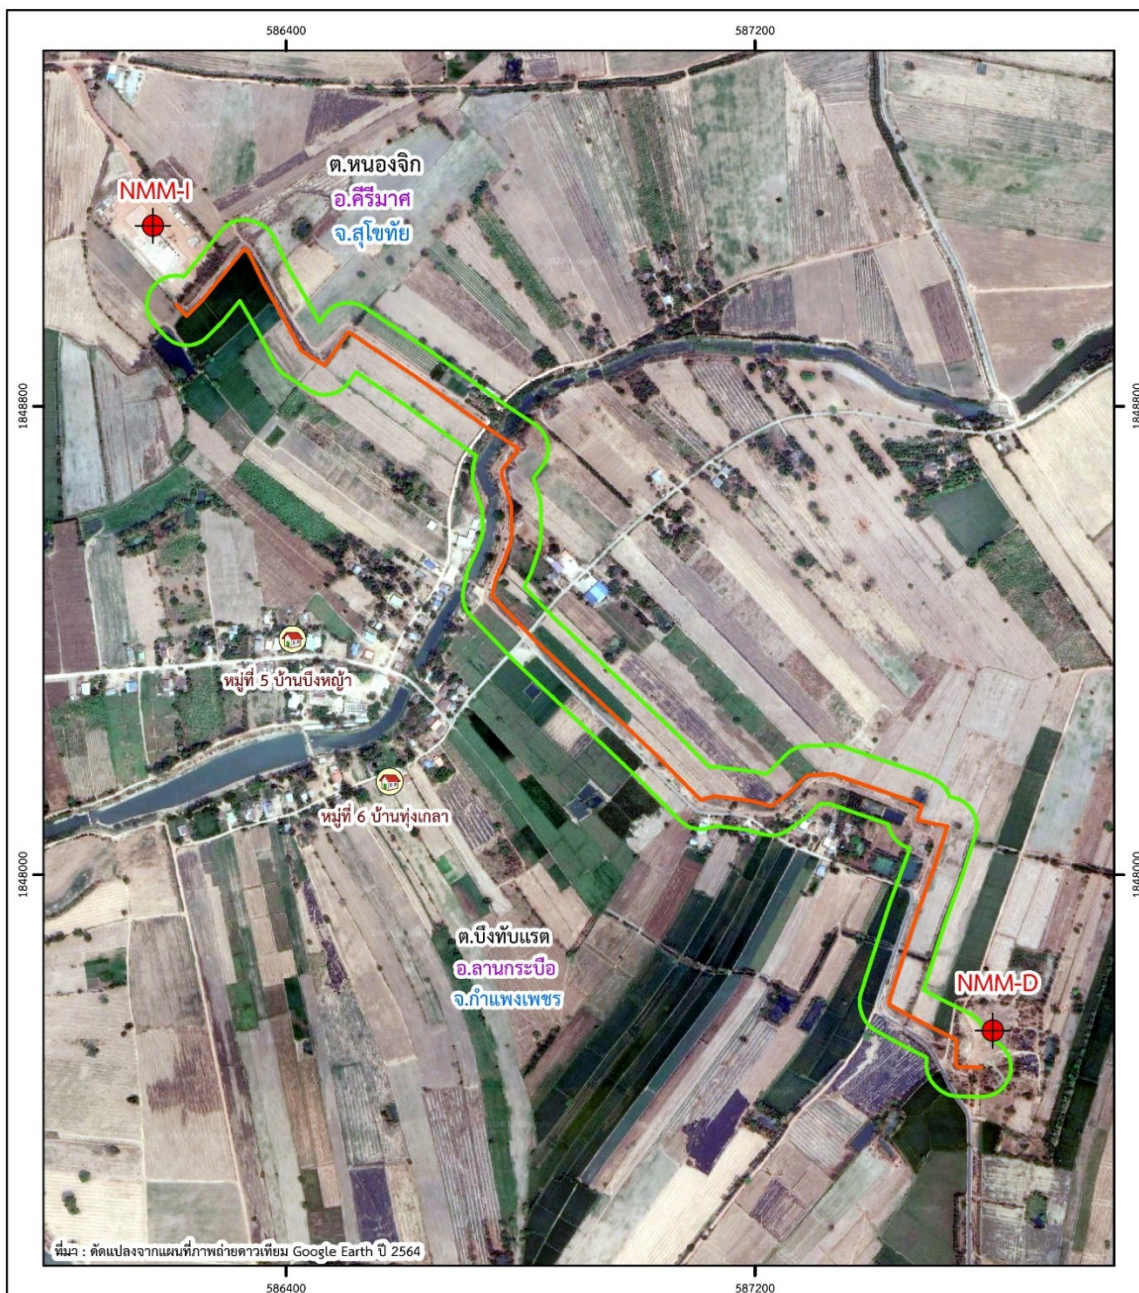 586400
587200
ต.หนองจิก
อ.คีรีมาศ
จ.สุโขทัย
NMM-I
1848800
1848800
หมู่ที่ 5 บ้านบึงหญ้า
หมู่ที่ 6 บ้านทุ่งเกลา
1848000
1848000
ต.บึงทับแรต
อ.ลานกระบือ
จ.กำแพงเพชร
NMM-D
ที่มา : ดัดแปลงจากแผนที่ภาพถ่ายดาวเทียม Google Earth ปี 2564
586400
587200